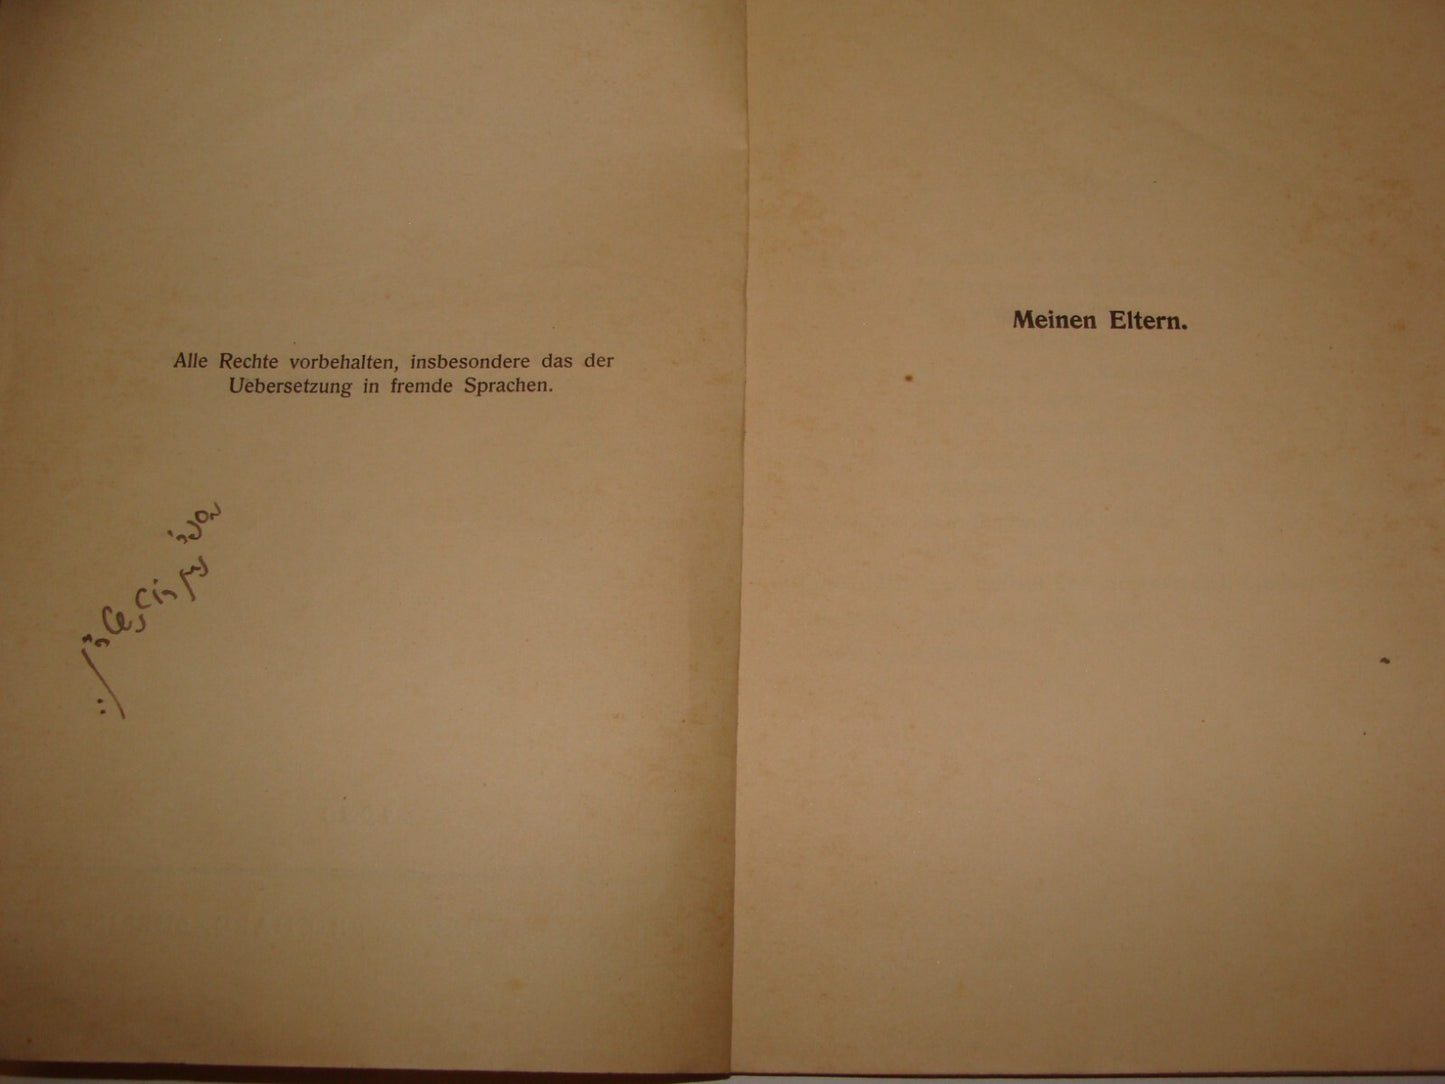 Alle Rechte vorbehalten, insbesondere das der
Uebersetzung in fremde Sprachen.
Meinen Eltern.